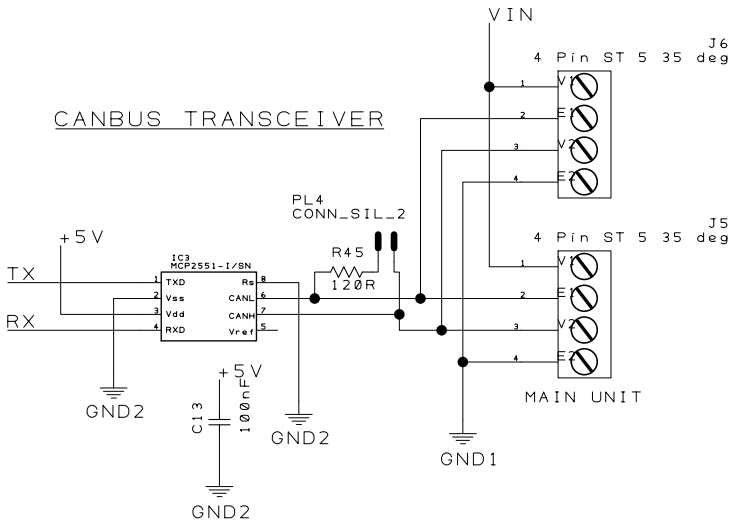 VIN
J6
4 Pin ST 5 35 deg
1 V1
2 E1
3 V2
4 E2
CANBUS TRANSCEIVER
PL4
CONN_SIL_2
J5
4 Pin ST 5 35 deg
1 V1
2 E1
3 V2
4 E2
MAIN UNIT
+5V
R45
120R
IC3
MCP2551-I/SN
TX
1 TXD Rs 8
2 Vss CANL 6
3 Vdd CANH 7
RX
4 RXD Vref 5
GND2
+5V
C13
100nF
GND2
GND2
GND1